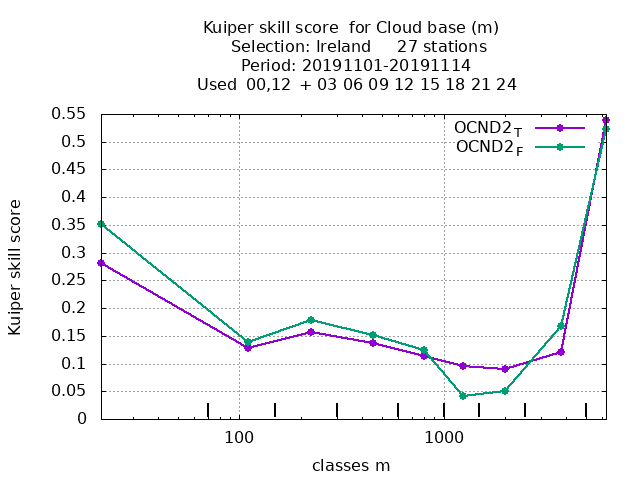 Kuiper skill score  for Cloud base (m)
Selection: Ireland     27 stations
Period: 20191101-20191114
Used  00,12  + 03 06 09 12 15 18 21 24
OCND2_T
OCND2_F
0.55
0.5
0.45
0.4
0.35
0.3
0.25
0.2
0.15
0.1
0.05
0
Kuiper skill score
100
1000
classes m